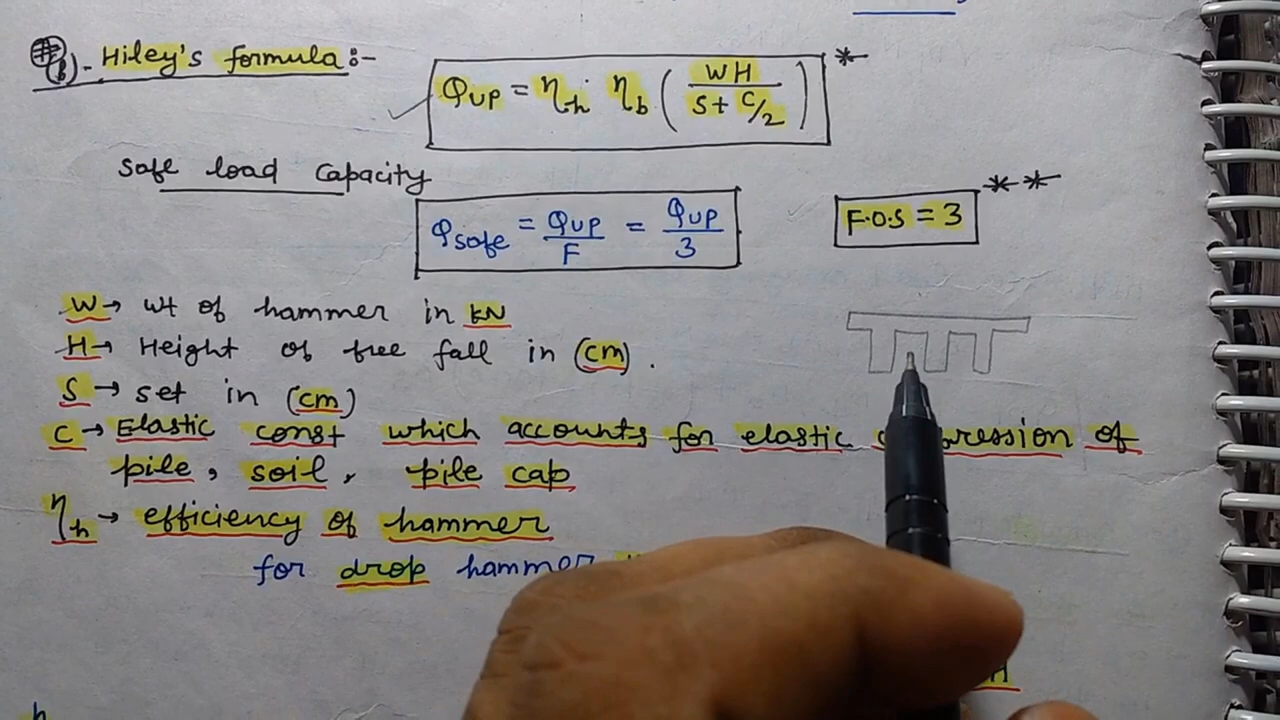 b). Hiley's formula :-
Qup = ηh · ηb ( WH / S + C/2 ) *
Safe load capacity
Qsafe = Qup / F = Qup / 3
F.O.S = 3 **
W → wt of hammer in kN
H → Height of free fall in (cm) .
S → set in (cm)
C → Elastic const which accounts for elastic of
pile , soil , pile cap
ηh → efficiency of hammer
for drop hammer